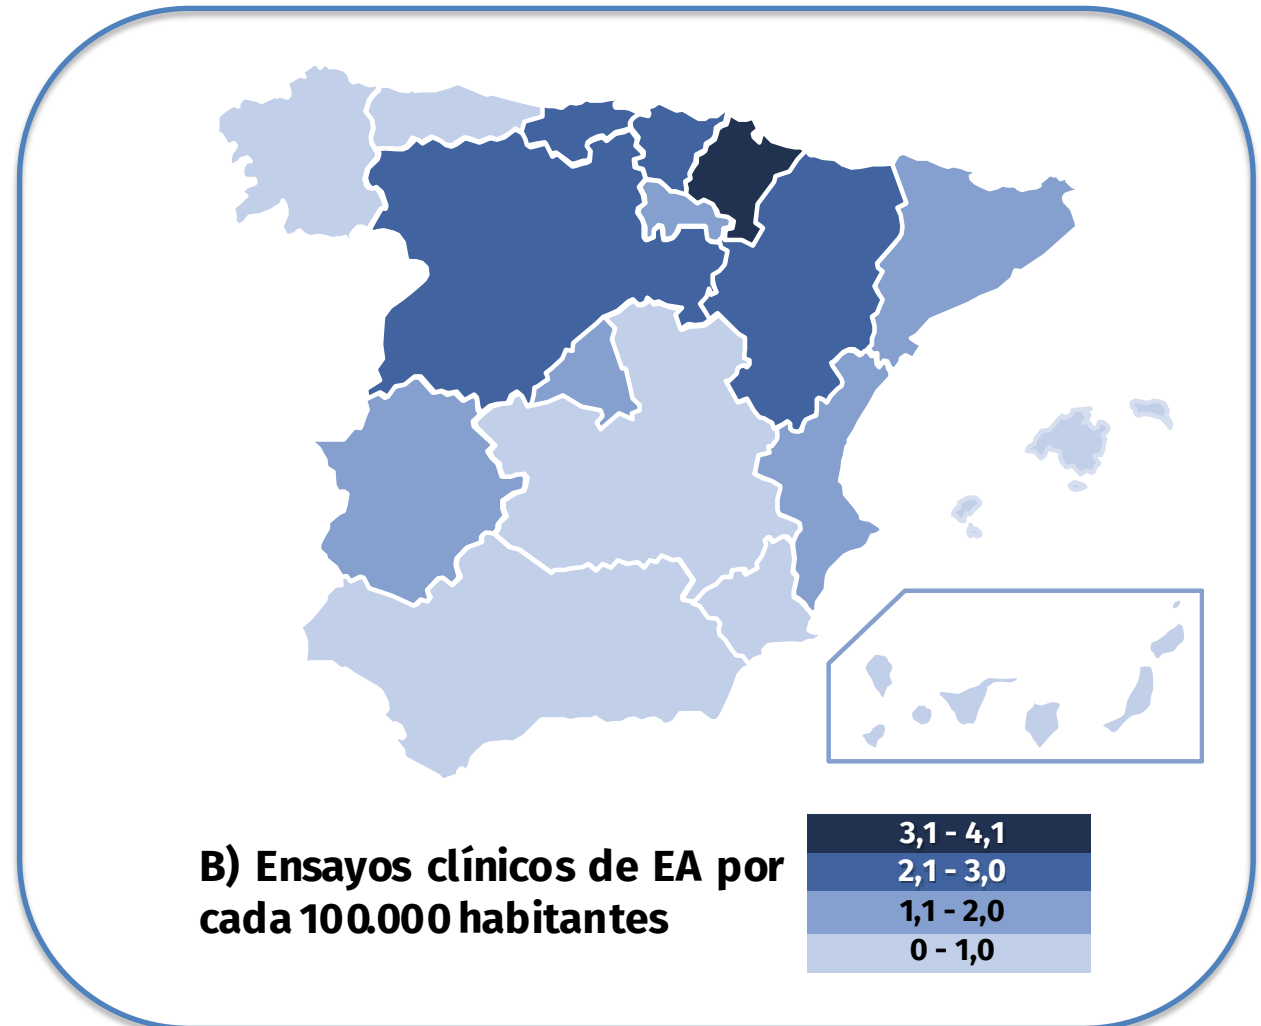 B) Ensayos clínicos de EA por
cada 100.000 habitantes
3,1 - 4,1
2,1 - 3,0
1,1 - 2,0
0 - 1,0